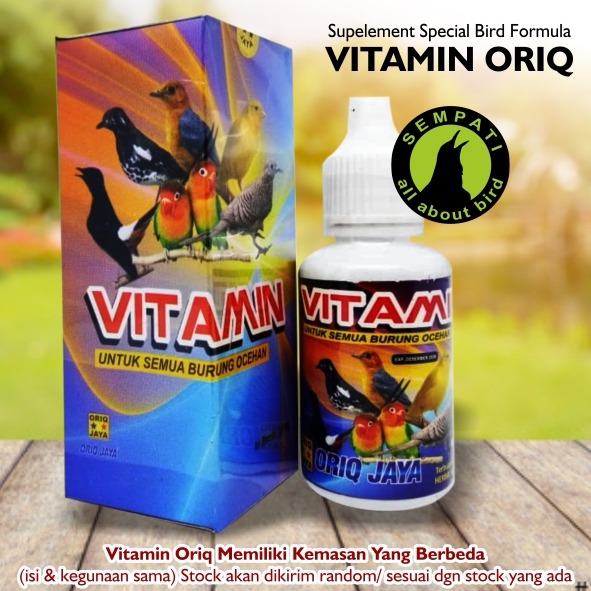 Supelement Special Bird Formula
VITAMIN ORIQ
SEMPATI
all about bird
JAYA
VITAMIN
UNTUK SEMUA BURUNG OCEHAN
ORIQ
JAYA
ORIQ JAYA
VITAMI
UNTUK SEMUA BURUNG OCEHAN
ORIQ JAYA
Vitamin Oriq Memiliki Kemasan Yang Berbeda
(isi & kegunaan sama) Stock akan dikirim random/ sesuai dgn stock yang ada
#